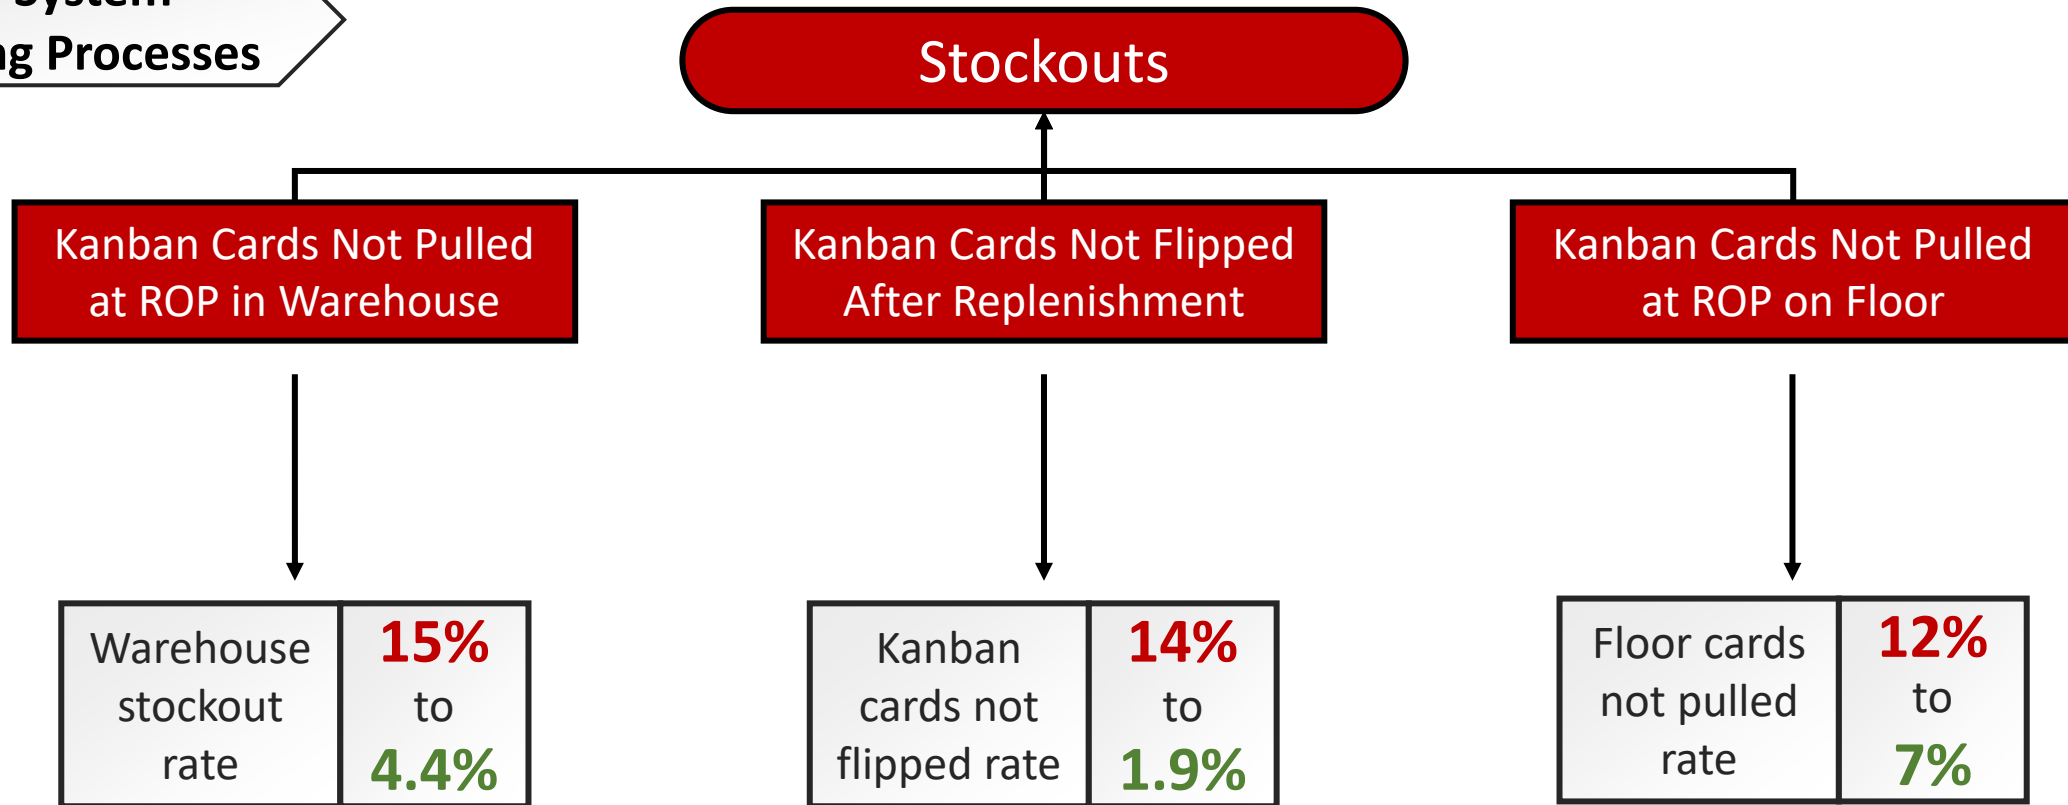 System
ng Processes
Stockouts
Kanban Cards Not Pulled
at ROP in Warehouse
Kanban Cards Not Flipped
After Replenishment
Kanban Cards Not Pulled
at ROP on Floor
Warehouse
stockout
rate
15%
to
4.4%
Kanban
cards not
flipped rate
14%
to
1.9%
Floor cards
not pulled
rate
12%
to
7%